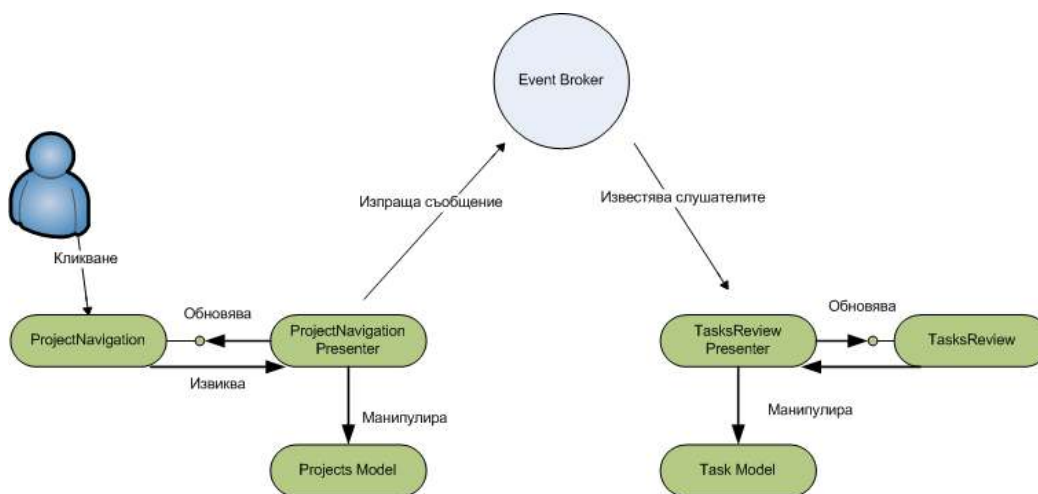 Event Broker
Изпраща съобщение
Известява слушателите
Кликване
Обновява
Обновява
ProjectNavigation
ProjectNavigation
Presenter
TasksReview
Presenter
TasksReview
Извиква
Манипулира
Манипулира
Projects Model
Task Model